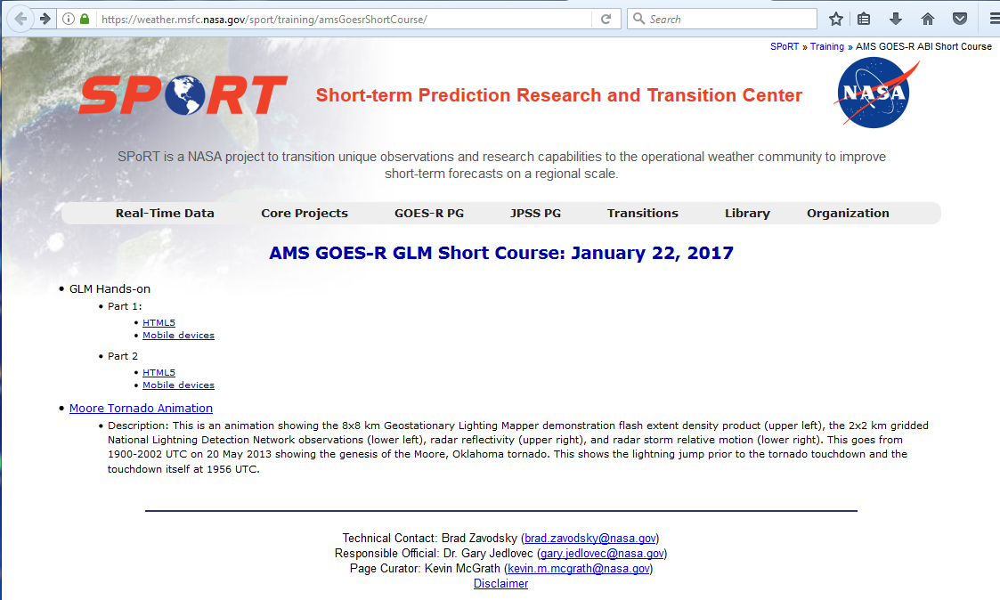 https://weather.msfc.nasa.gov/sport/training/amsGoesrShortCourse/
Search
SPoRT » Training » AMS GOES-R ABI Short Course
SPORT
Short-term Prediction Research and Transition Center
NASA
SPoRT is a NASA project to transition unique observations and research capabilities to the operational weather community to improve
short-term forecasts on a regional scale.
Real-Time Data Core Projects GOES-R PG JPSS PG Transitions Library Organization
AMS GOES-R GLM Short Course: January 22, 2017
• GLM Hands-on
• Part 1:
• HTML5
• Mobile devices
• Part 2
• HTML5
• Mobile devices
• Moore Tornado Animation
• Description: This is an animation showing the 8x8 km Geostationary Lighting Mapper demonstration flash extent density product (upper left), the 2x2 km gridded
National Lightning Detection Network observations (lower left), radar reflectivity (upper right), and radar storm relative motion (lower right). This goes from
1900-2002 UTC on 20 May 2013 showing the genesis of the Moore, Oklahoma tornado. This shows the lightning jump prior to the tornado touchdown and the
touchdown itself at 1956 UTC.
Technical Contact: Brad Zavodsky (brad.zavodsky@nasa.gov)
Responsible Official: Dr. Gary Jedlovec (gary.jedlovec@nasa.gov)
Page Curator: Kevin McGrath (kevin.m.mcgrath@nasa.gov)
Disclaimer